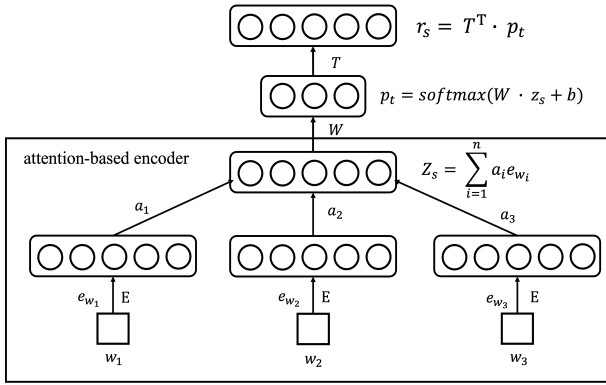 r_s = T^T · p_t
T
p_t = softmax(W · z_s + b)
W
attention-based encoder
Z_s = \sum_{i=1}^{n} a_i e_{w_i}
a_1
a_2
a_3
e_{w_1} E e_{w_2} E e_{w_3} E
w_1 w_2 w_3